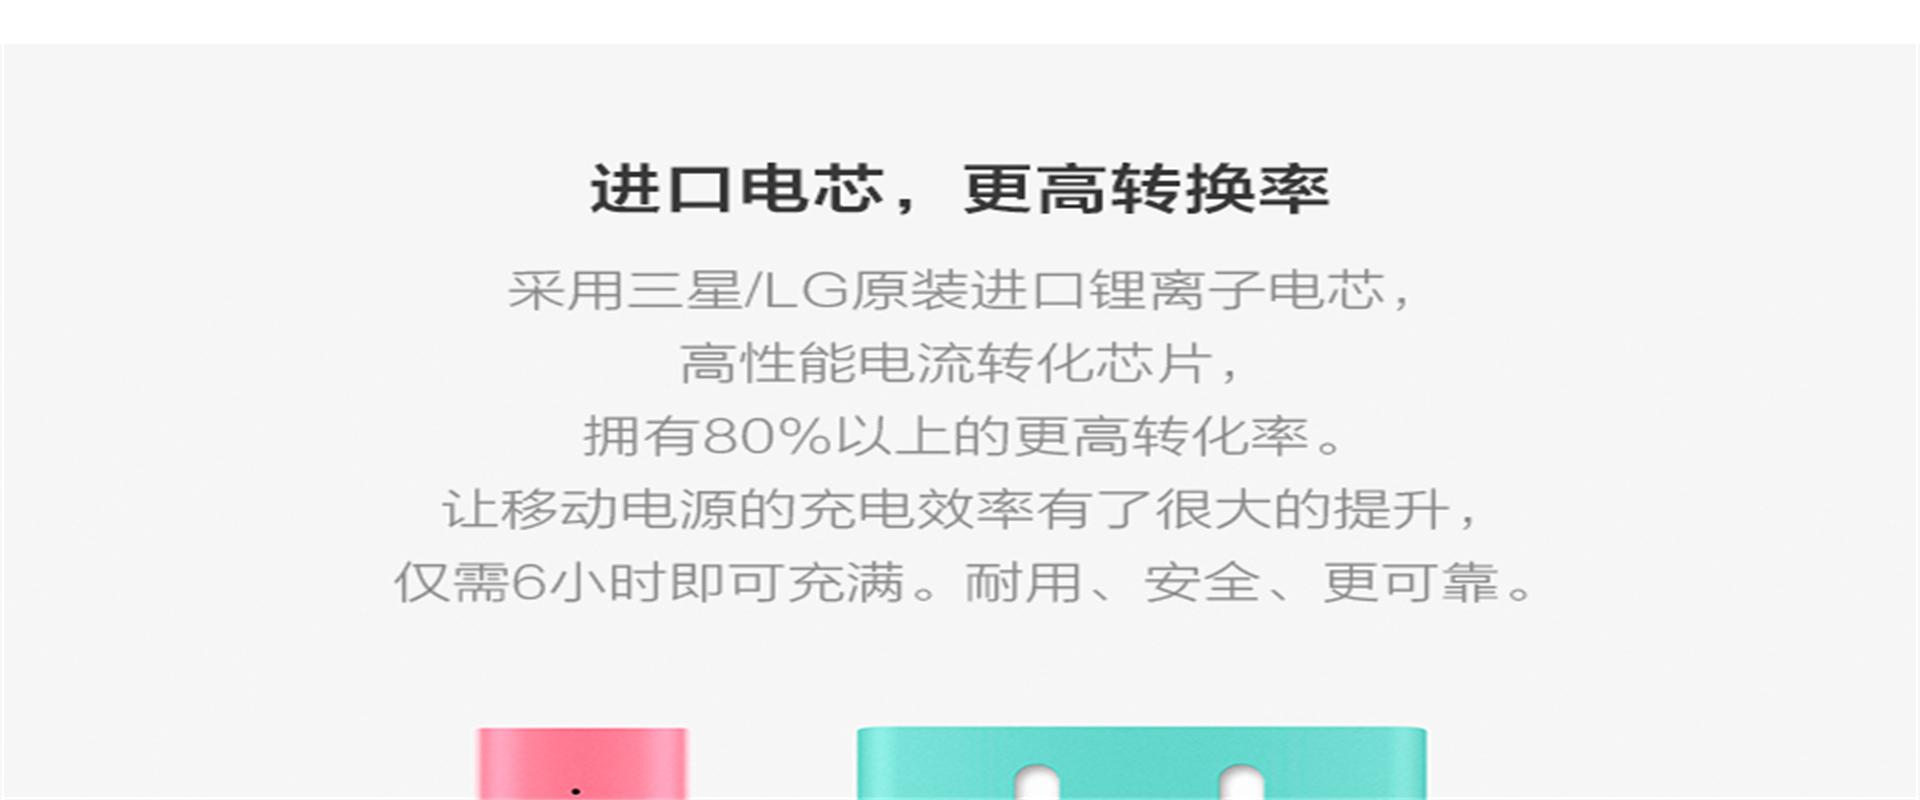 进口电芯，更高转换率
采用三星/LG原装进口锂离子电芯，
高性能电流转化芯片，
拥有80%以上的更高转化率。
让移动电源的充电效率有了很大的提升，
仅需6小时即可充满。耐用、安全、更可靠。